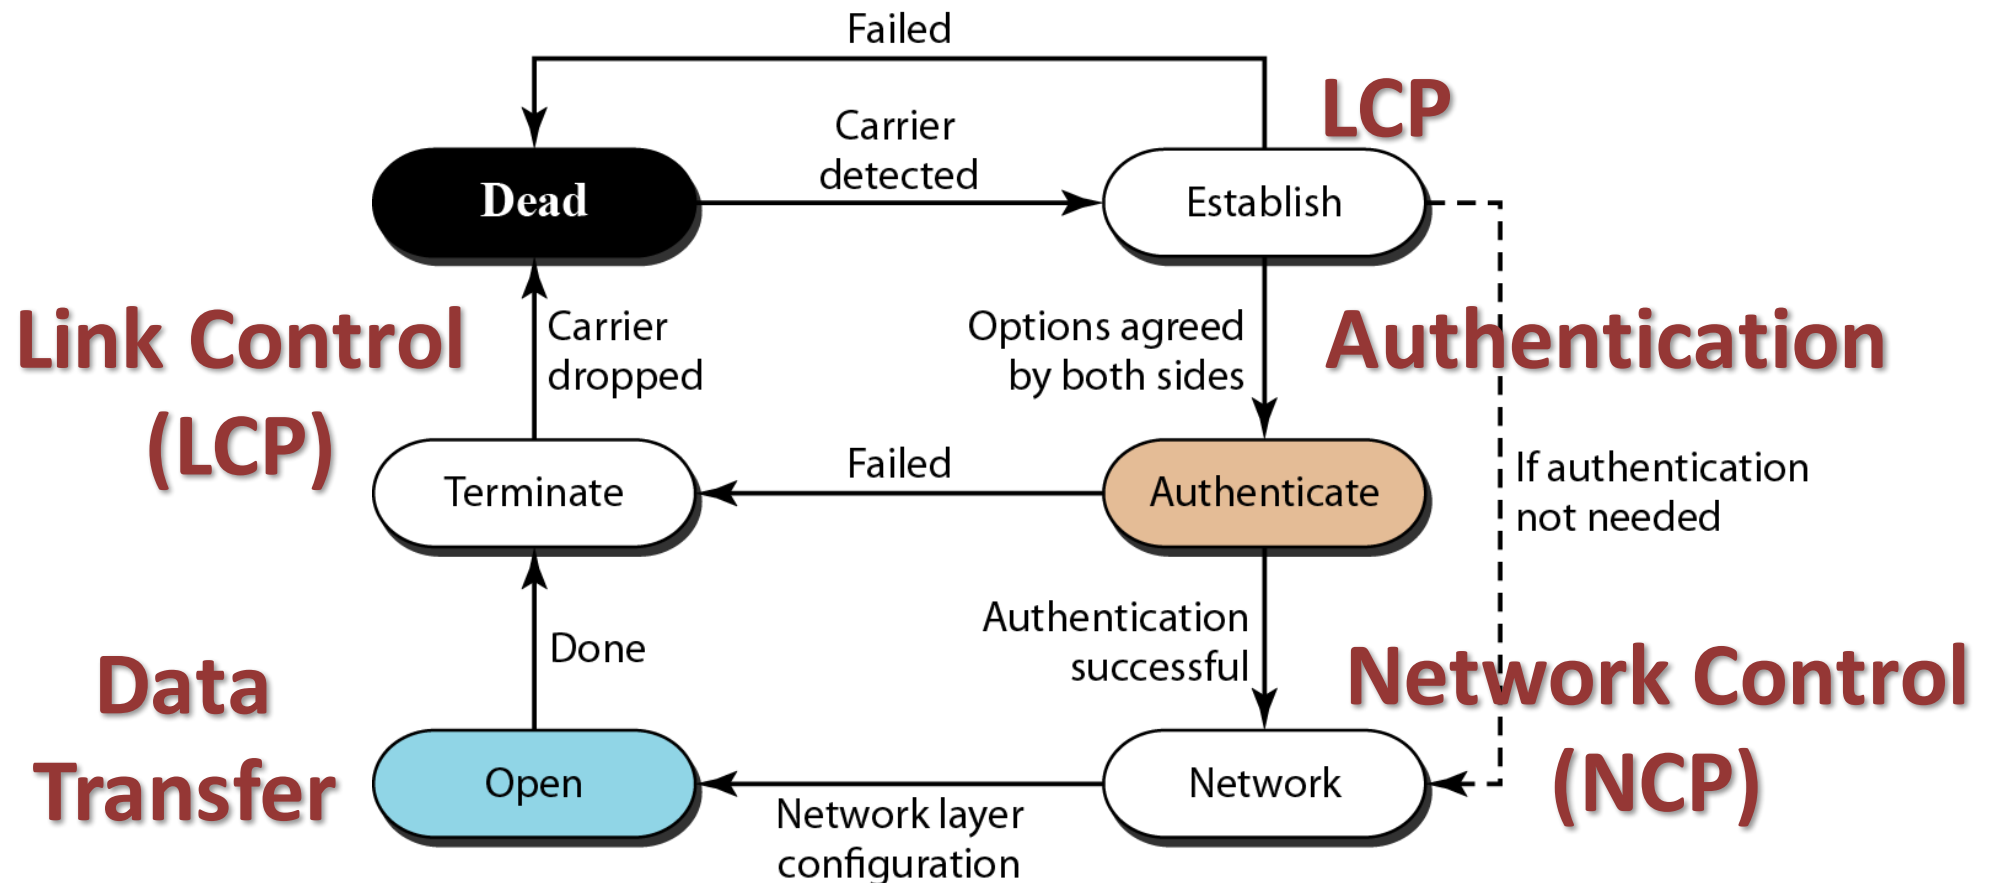 Failed
LCP
Carrier
detected
Dead
Establish
Link Control
(LCP)
Carrier
dropped
Options agreed
by both sides
Authentication
Terminate
Failed
Authenticate
If authentication
not needed
Data
Transfer
Done
Authentication
successful
Network Control
(NCP)
Open
Network layer
configuration
Network